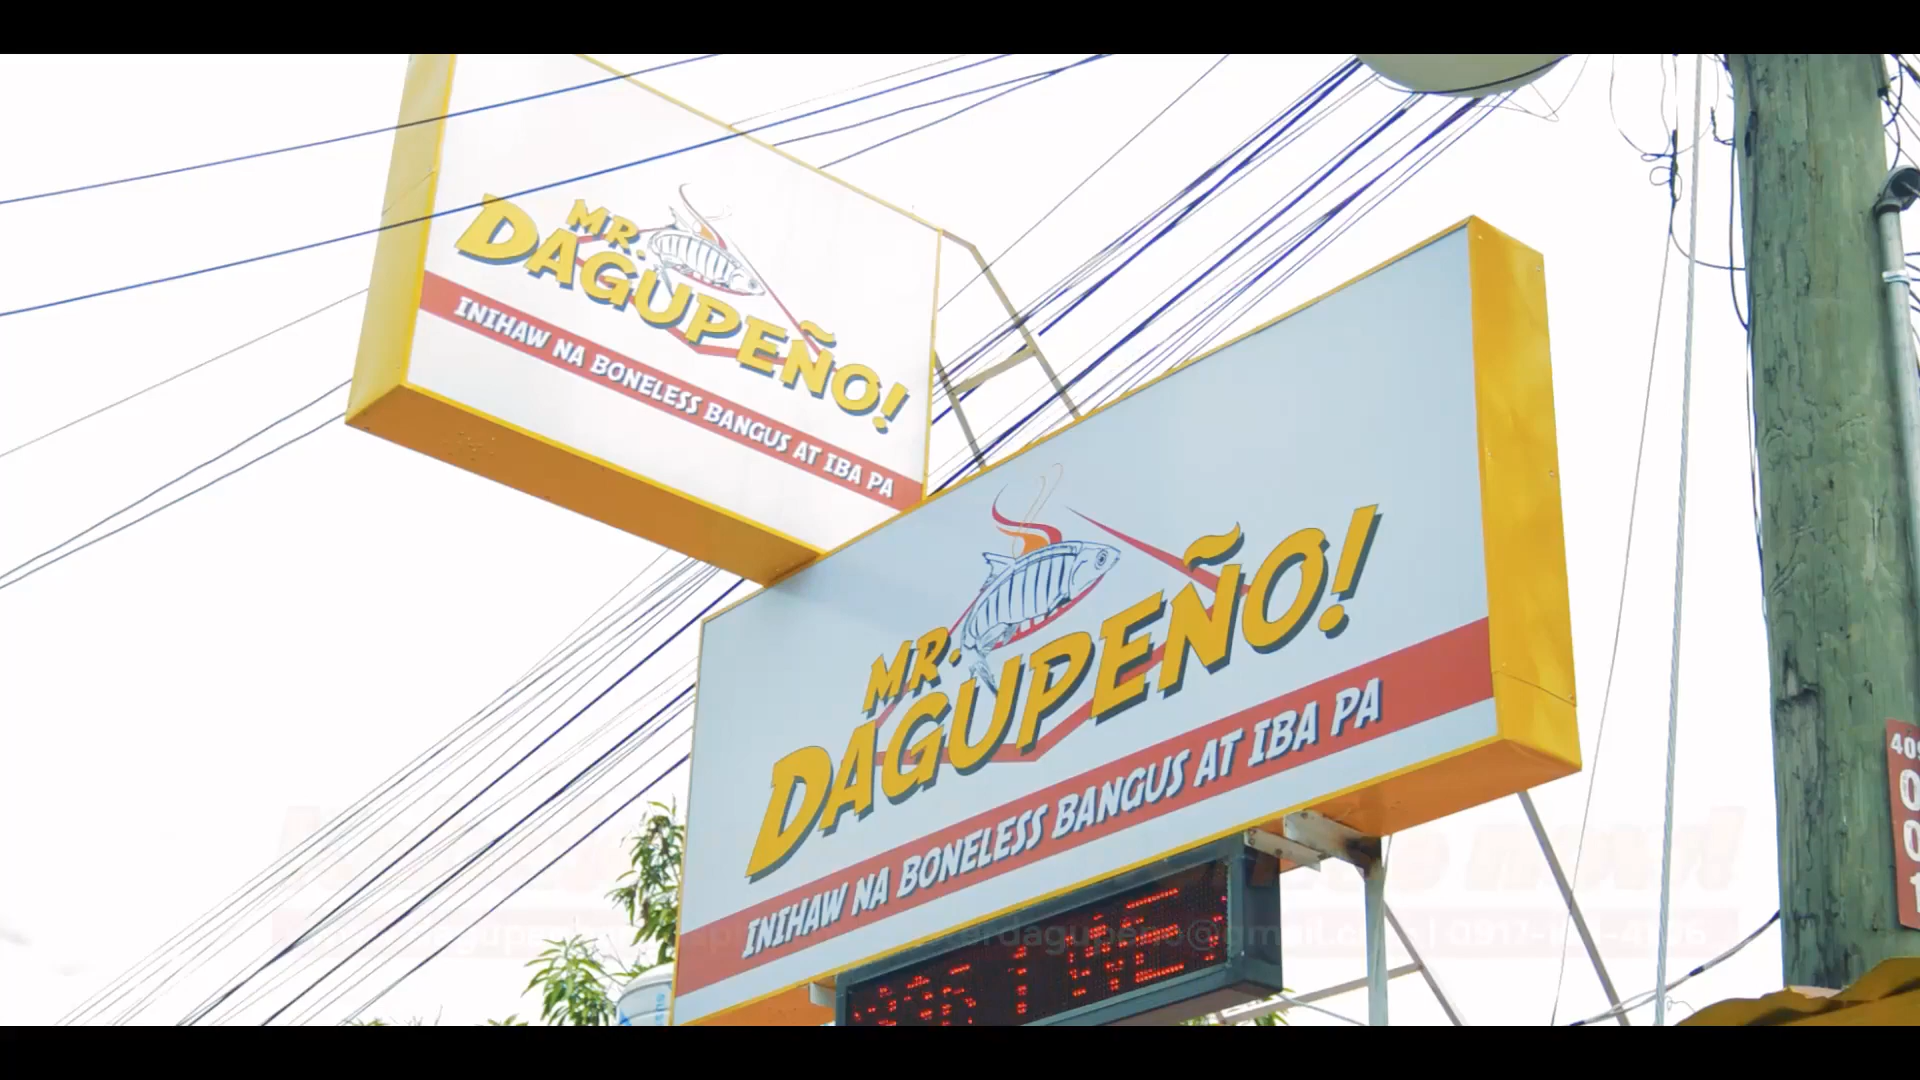 MR.
DAGUPEÑO!
INIHAW NA BONELESS BANGUS AT IBA PA
MR.
DAGUPEÑO!
INIHAW NA BONELESS BANGUS AT IBA PA